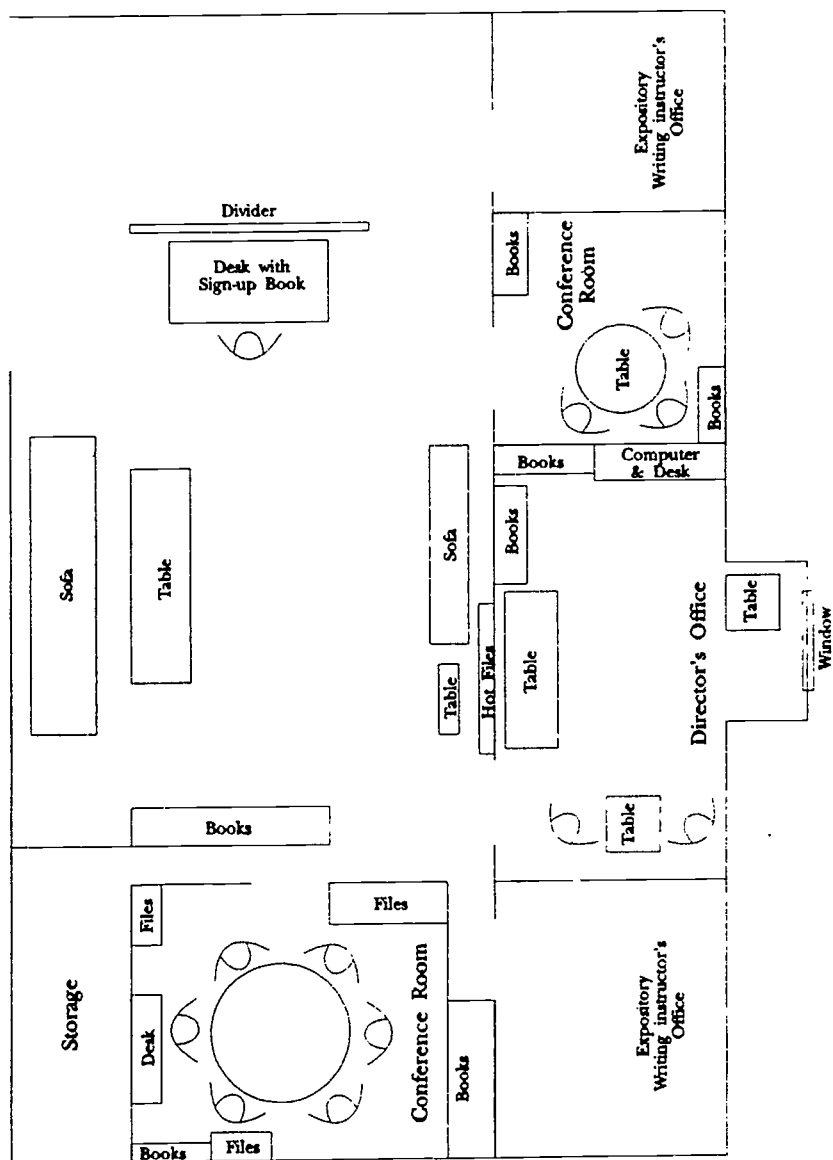 Expository
Writing instructor's
Office
Divider
Desk with
Sign-up Book
Books
Conference
Room
Table
Books
Books
Computer
& Desk
Sofa
Table
Sofa
Books
Table
Hot Files
Table
Table
Director's Office
Window
Books
Table
Files
Files
Storage
Desk
Conference Room
Books
Expository
Writing instructor's
Office
Books
Files